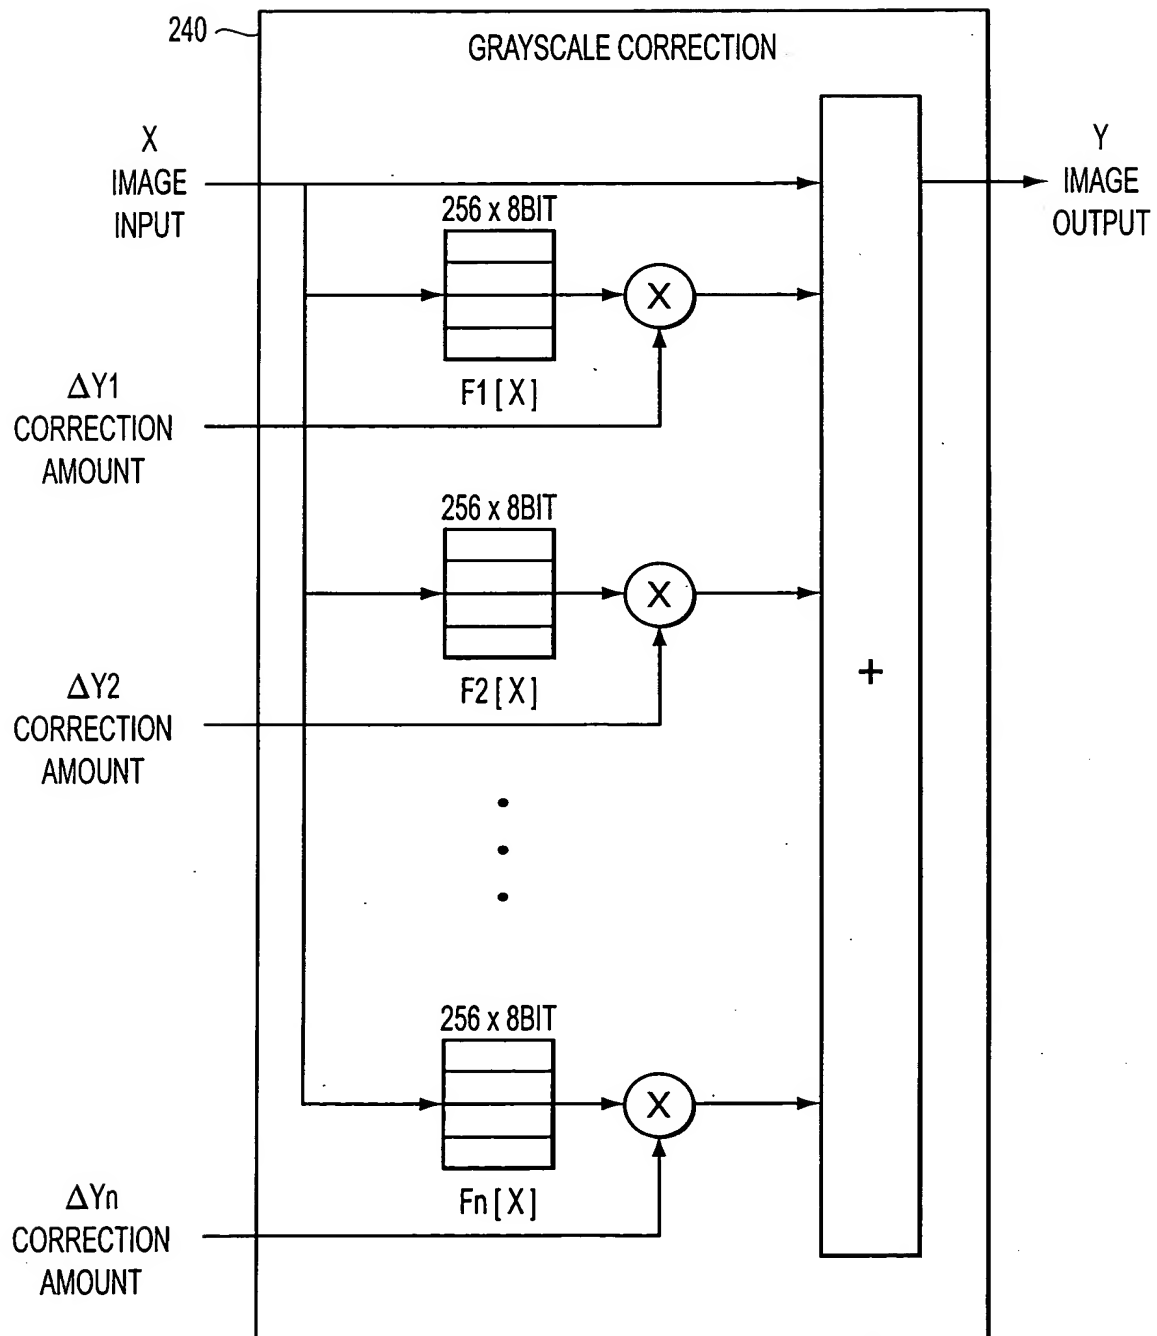 240
GRAYSCALE CORRECTION
X
IMAGE
INPUT
Y
IMAGE
OUTPUT
256 x 8BIT
X
F1 [ X ]
ΔY1
CORRECTION
AMOUNT
256 x 8BIT
X
F2 [ X ]
+
ΔY2
CORRECTION
AMOUNT
256 x 8BIT
X
Fn [ X ]
ΔYn
CORRECTION
AMOUNT